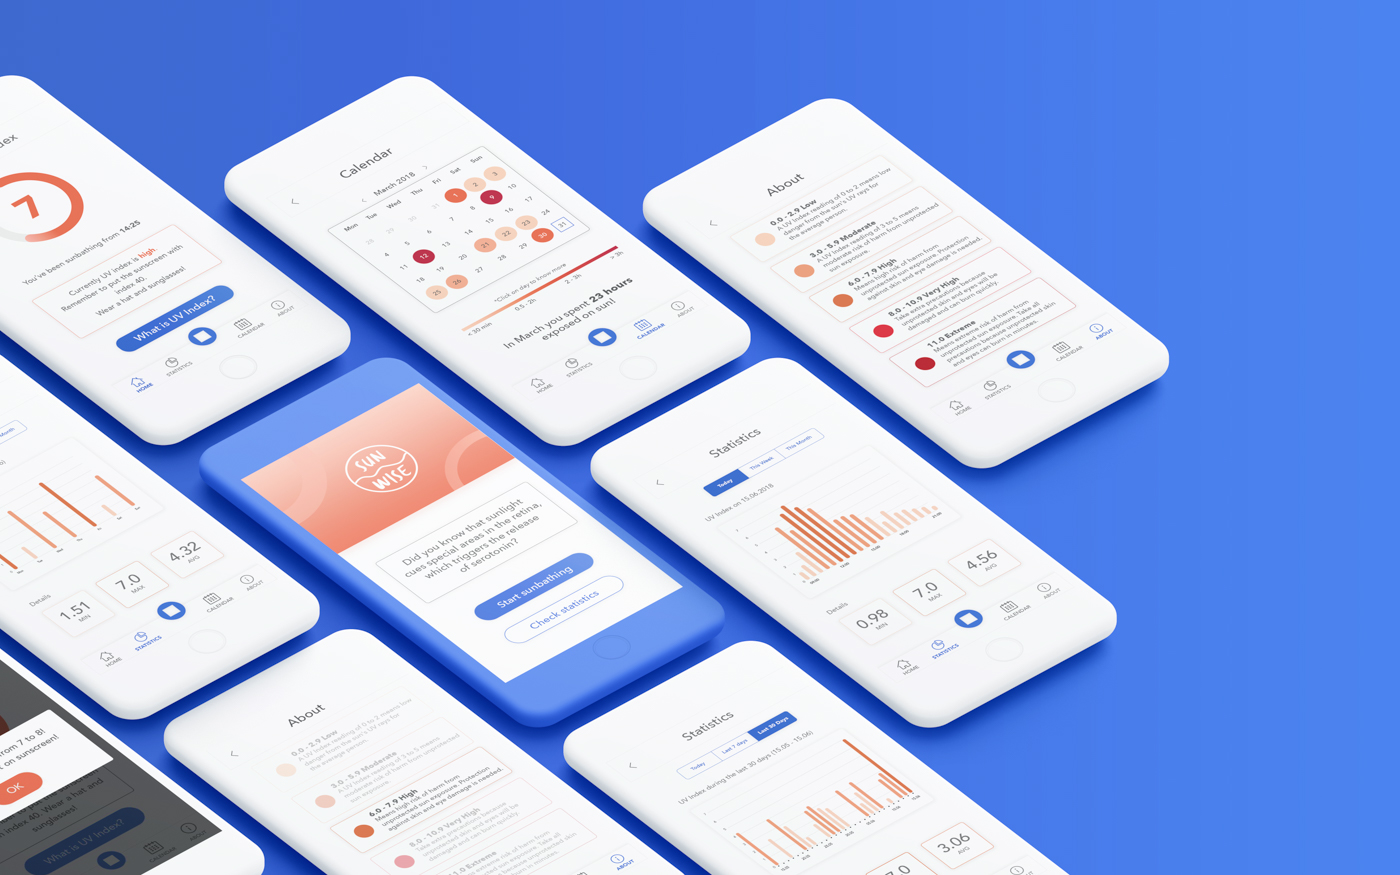 dex
7
You've been sunbathing from 14:25
Currently UV index is high
Remember to put the sunscreen with
index 40.
Wear a hat and sunglasses!
What is UV Index?
HOME
STATISTICS
CALENDAR
ABOUT
Calendar
March 2018
Mon Tue Wed Thu Fri Sat Sun
28 29 30 31 1 2 3
4 5 6 7 8 9 10
11 12 13 14 15 16 17
18 19 20 21 22 23 24
25 26 27 28 29 30 31
*Click on day to know more
< 30 min
0.5 - 2h
2 - 3h
> 3h
In March you spent 23 hours
exposed on sun!
HOME
STATISTICS
CALENDAR
ABOUT
About
0.0 - 2.9 Low
A UV index reading of 0 to 2 means low
danger from the sun's UV rays for
the average person.
3.0 - 5.9 Moderate
A UV index reading of 3 to 5 means
moderate risk of harm from unprotected
sun exposure.
6.0 - 7.9 High
Means high risk of harm from
unprotected sun exposure. Protection
against skin and eye damage is needed.
8.0 - 10.9 Very High
Take extra precautions because
unprotected skin and eyes will be
damaged and can burn quickly.
11.0 Extreme
Means extreme risk of harm from
unprotected sun exposure. Take all
precautions because unprotected skin
and eyes can burn in minutes.
HOME
STATISTICS
CALENDAR
ABOUT
Month
Details
1.51
MIN
7.0
MAX
4.32
AVG
HOME
STATISTICS
CALENDAR
ABOUT
SUN
WISE
Did you know that sunlight
cues special areas in the retina,
which triggers the release
of serotonin?
Start sunbathing
Check statistics
Statistics
Today
This Week
This Month
UV Index on 15.06.2018
Details
0.98
MIN
7.0
MAX
4.56
AVG
HOME
STATISTICS
CALENDAR
ABOUT
from 7 to 8!
t on sunscreen!
OK
index 40. Wear a hat and
sunglasses!
What is UV Index?
CALENDAR
ABOUT
About
0.0 - 2.9 Low
A UV index reading of 0 to 2 means low
danger from the sun's UV rays for
the average person.
3.0 - 5.9 Moderate
A UV index reading of 3 to 5 means
moderate risk of harm from unprotected
sun exposure.
6.0 - 7.9 High
Means high risk of harm from
unprotected sun exposure. Protection
against skin and eye damage is needed.
8.0 - 10.9 Very High
Take extra precautions because
unprotected skin and eyes will be
damaged and can burn quickly.
11.0 Extreme
extreme risk of harm from
sun exposure. Take all
because unprotected skin
can burn in minutes.
ABOUT
Statistics
Today
Last 7 days
Last 30 Days
UV Index during the last 30 days (15.05 - 15.06)
7.0
MAX
3.06
AVG
ABOUT